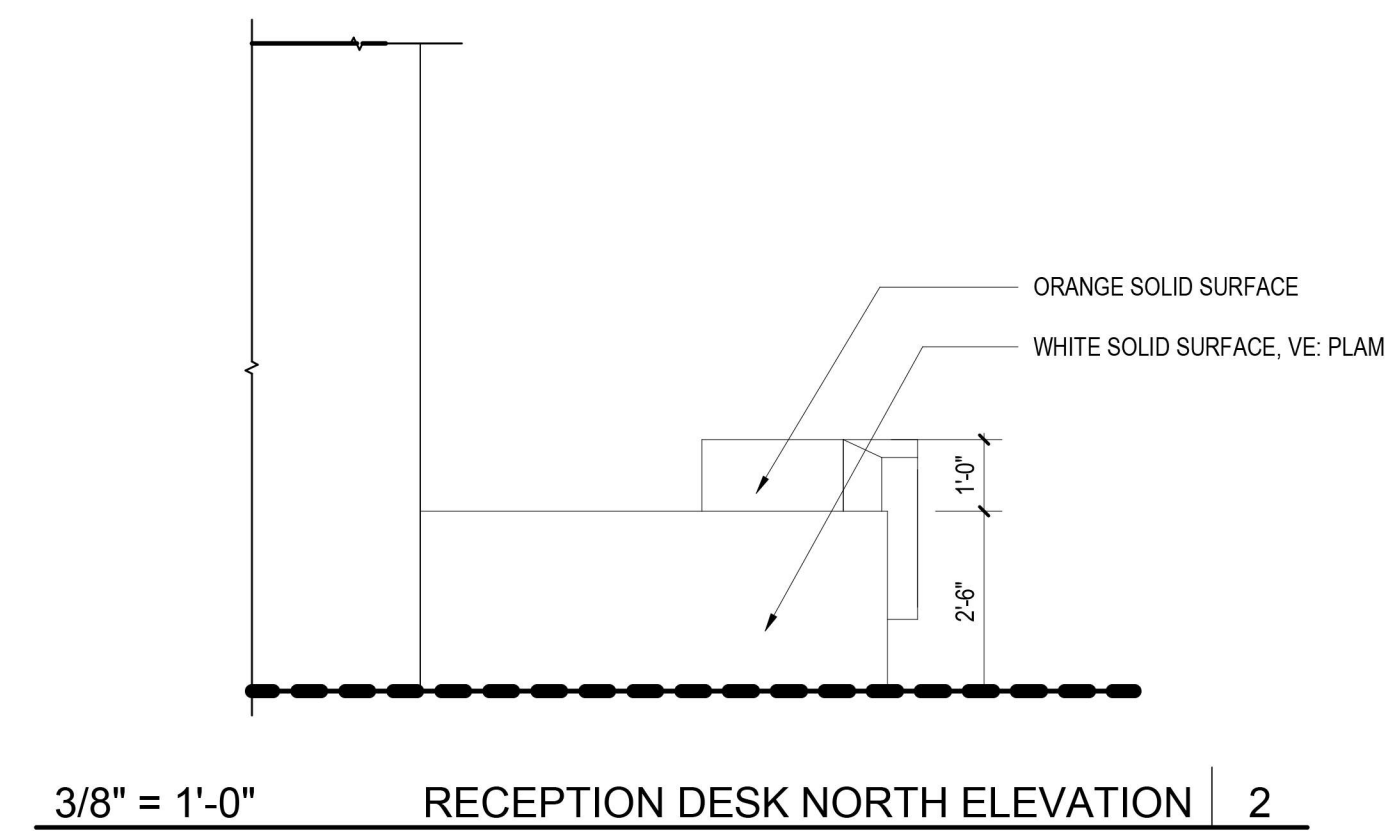 ORANGE SOLID SURFACE
WHITE SOLID SURFACE, VE: PLAM
1'-0"
2'-6"
3/8" = 1'-0"
RECEPTION DESK NORTH ELEVATION
2